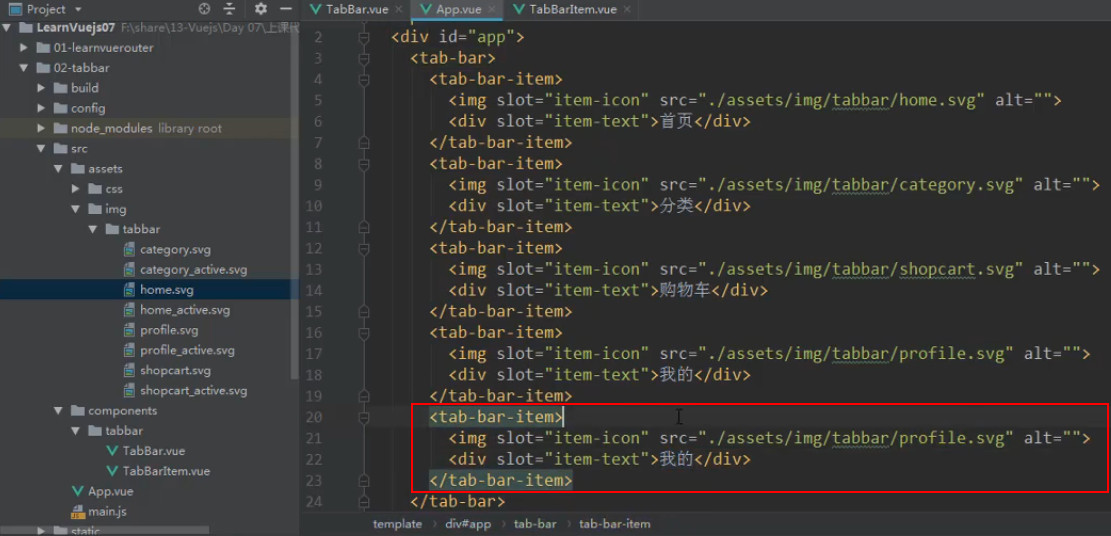 Project
LearnVuejs07 F:\share\13-Vuejs\Day 07\上课代
01-learnvuerouter
02-tabbar
build
config
node_modules library root
src
assets
css
img
tabbar
category.svg
category_active.svg
home.svg
home_active.svg
profile.svg
profile_active.svg
shopcart.svg
shopcart_active.svg
components
tabbar
TabBar.vue
TabBarItem.vue
App.vue
main.js
static
TabBar.vue App.vue TabBarItem.vue
2 <div id="app">
3 <tab-bar>
4 <tab-bar-item>
5 <img slot="item-icon" src="./assets/img/tabbar/home.svg" alt="">
6 <div slot="item-text">首页</div>
7 </tab-bar-item>
8 <tab-bar-item>
9 <img slot="item-icon" src="./assets/img/tabbar/category.svg" alt="">
10 <div slot="item-text">分类</div>
11 </tab-bar-item>
12 <tab-bar-item>
13 <img slot="item-icon" src="./assets/img/tabbar/shopcart.svg" alt="">
14 <div slot="item-text">购物车</div>
15 </tab-bar-item>
16 <tab-bar-item>
17 <img slot="item-icon" src="./assets/img/tabbar/profile.svg" alt="">
18 <div slot="item-text">我的</div>
19 </tab-bar-item>
20 <tab-bar-item>
21 <img slot="item-icon" src="./assets/img/tabbar/profile.svg" alt="">
22 <div slot="item-text">我的</div>
23 </tab-bar-item>
24 </tab-bar>
template div#app tab-bar tab-bar-item